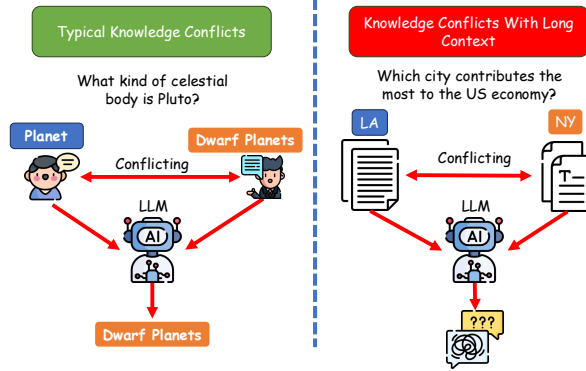 Typical Knowledge Conflicts
What kind of celestial
body is Pluto?
Planet
Dwarf Planets
Conflicting
LLM
AI
Dwarf Planets
Knowledge Conflicts With Long
Context
Which city contributes the
most to the US economy?
LA
NY
Conflicting
T
LLM
AI
???